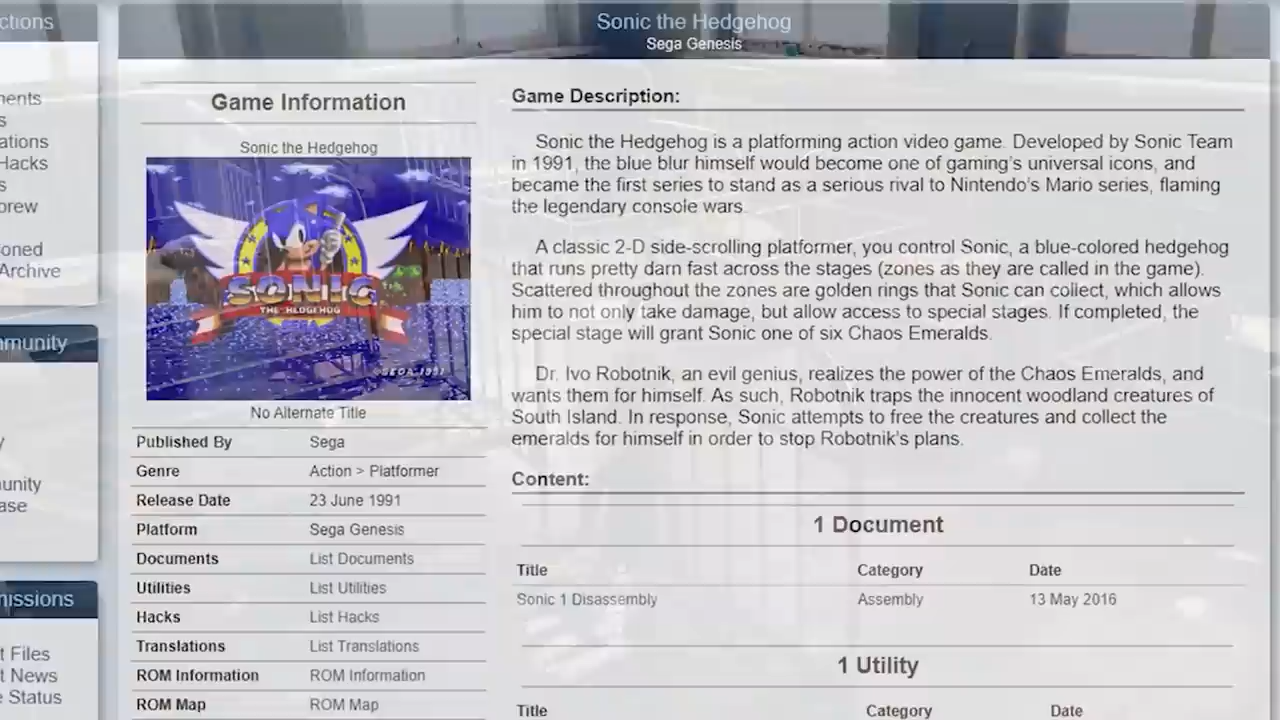 ctions
Sonic the Hedgehog
Sega Genesis
ations
Hacks
oned
Archive
mmunity
unity
ase
missions
t Files
t News
e Status
Game Information
Sonic the Hedgehog
SONIC
THE HEDGEHOG
SEGA
©SEGA 1991
No Alternate Title
Published By Sega
Genre Action > Platformer
Release Date 23 June 1991
Platform Sega Genesis
Documents List Documents
Utilities List Utilities
Hacks List Hacks
Translations List Translations
ROM Information ROM Information
ROM Map ROM Map
Game Description:
Sonic the Hedgehog is a platforming action video game. Developed by Sonic Team
in 1991, the blue blur himself would become one of gaming's universal icons, and
became the first series to stand as a serious rival to Nintendo's Mario series, flaming
the legendary console wars.
A classic 2-D side-scrolling platformer, you control Sonic, a blue-colored hedgehog
that runs pretty darn fast across the stages (zones as they are called in the game).
Scattered throughout the zones are golden rings that Sonic can collect, which allows
him to not only take damage, but allow access to special stages. If completed, the
special stage will grant Sonic one of six Chaos Emeralds.
Dr. Ivo Robotnik, an evil genius, realizes the power of the Chaos Emeralds, and
wants them for himself. As such, Robotnik traps the innocent woodland creatures of
South Island. In response, Sonic attempts to free the creatures and collect the
emeralds for himself in order to stop Robotnik's plans.
Content:
1 Document
Title Category Date
Sonic 1 Disassembly Assembly 13 May 2016
1 Utility
Title Category Date